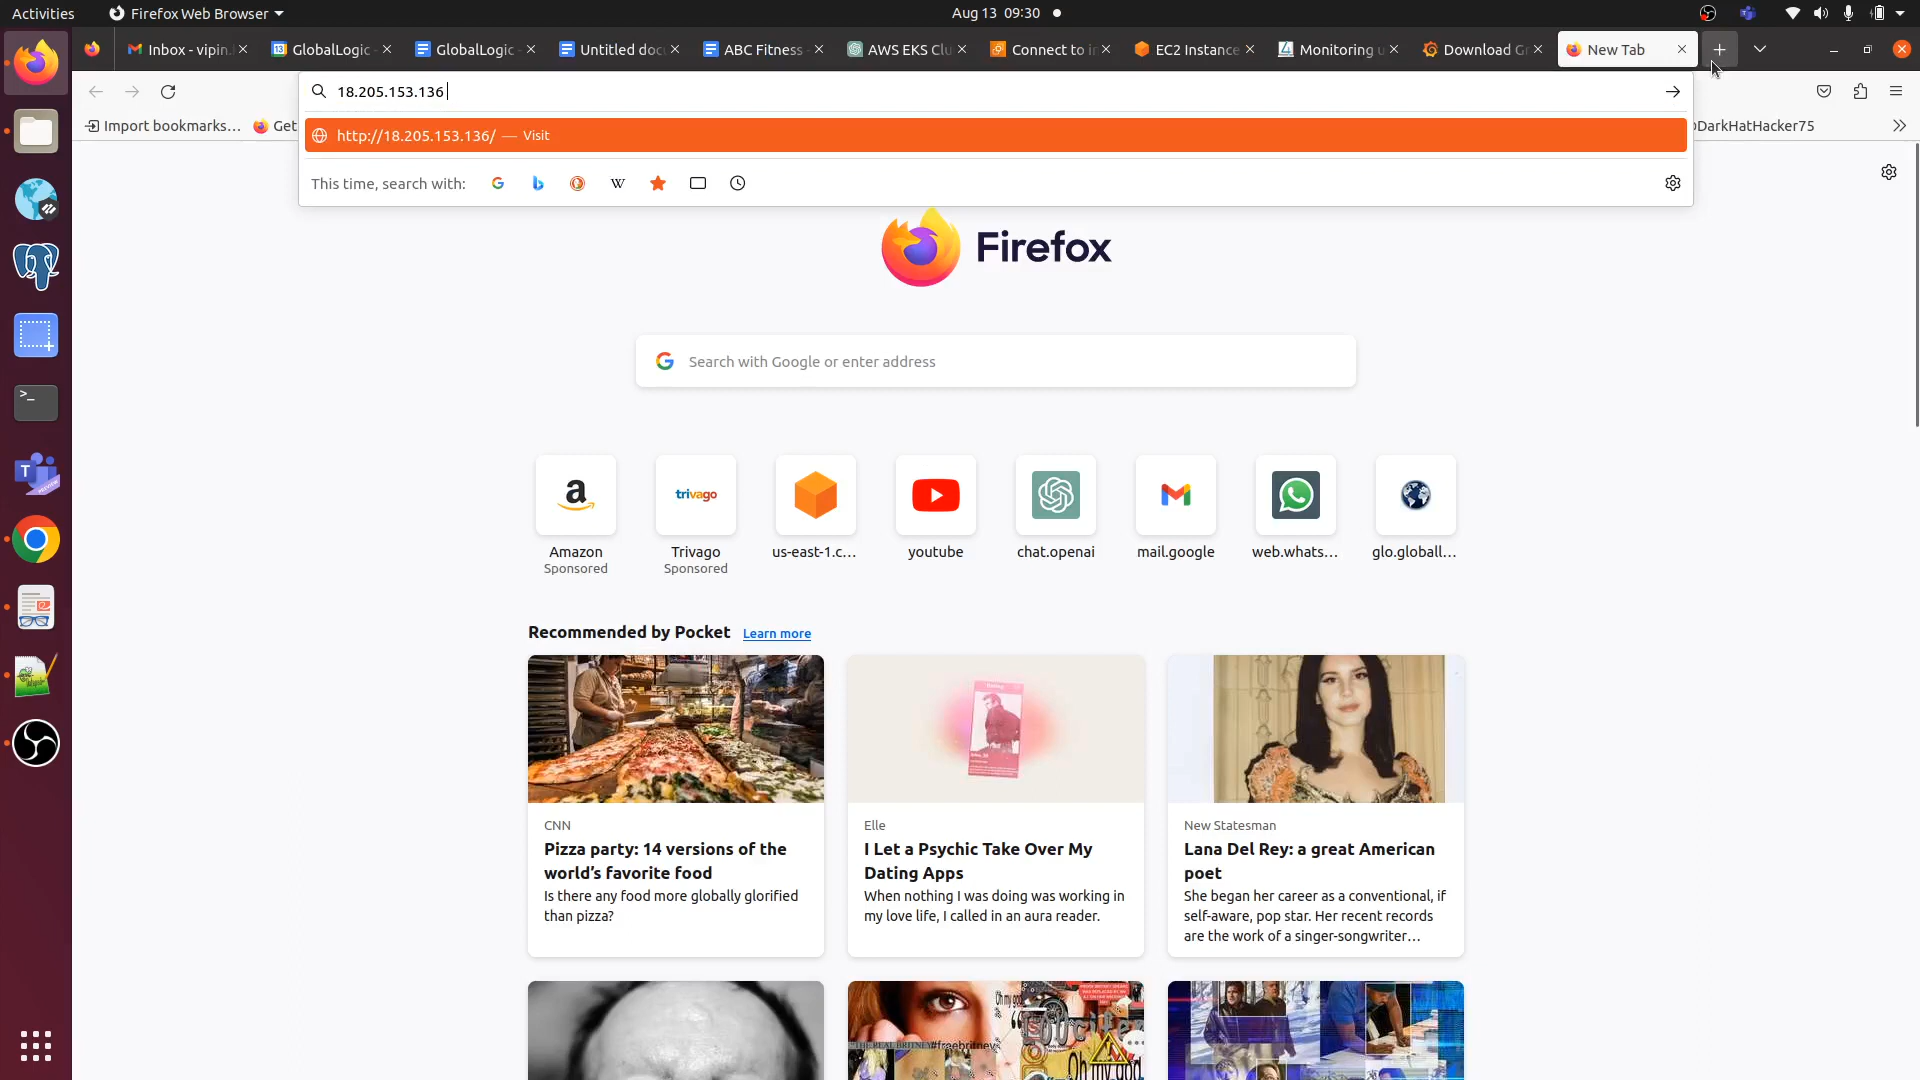 Activities
Firefox Web Browser
Aug 13 09:30
Inbox - vipin.
GlobalLogic -
GlobalLogic -
Untitled doc
ABC Fitness -
AWS EKS Clu
Connect to in
EC2 Instance
Monitoring u
Download Gr
New Tab
18.205.153.136
Import bookmarks...
Get
DarkHatHacker75
http://18.205.153.136/ — Visit
This time, search with:
Firefox
Search with Google or enter address
trivago
Amazon
Sponsored
Trivago
Sponsored
us-east-1.c...
youtube
chat.openai
mail.google
web.whats...
glo.globall...
Recommended by Pocket
Learn more
CNN
Pizza party: 14 versions of the
world's favorite food
Is there any food more globally glorified
than pizza?
Elle
I Let a Psychic Take Over My
Dating Apps
When nothing I was doing was working in
my love life, I called in an aura reader.
New Statesman
Lana Del Rey: a great American
poet
She began her career as a conventional, if
self-aware, pop star. Her recent records
are the work of a singer-songwriter...